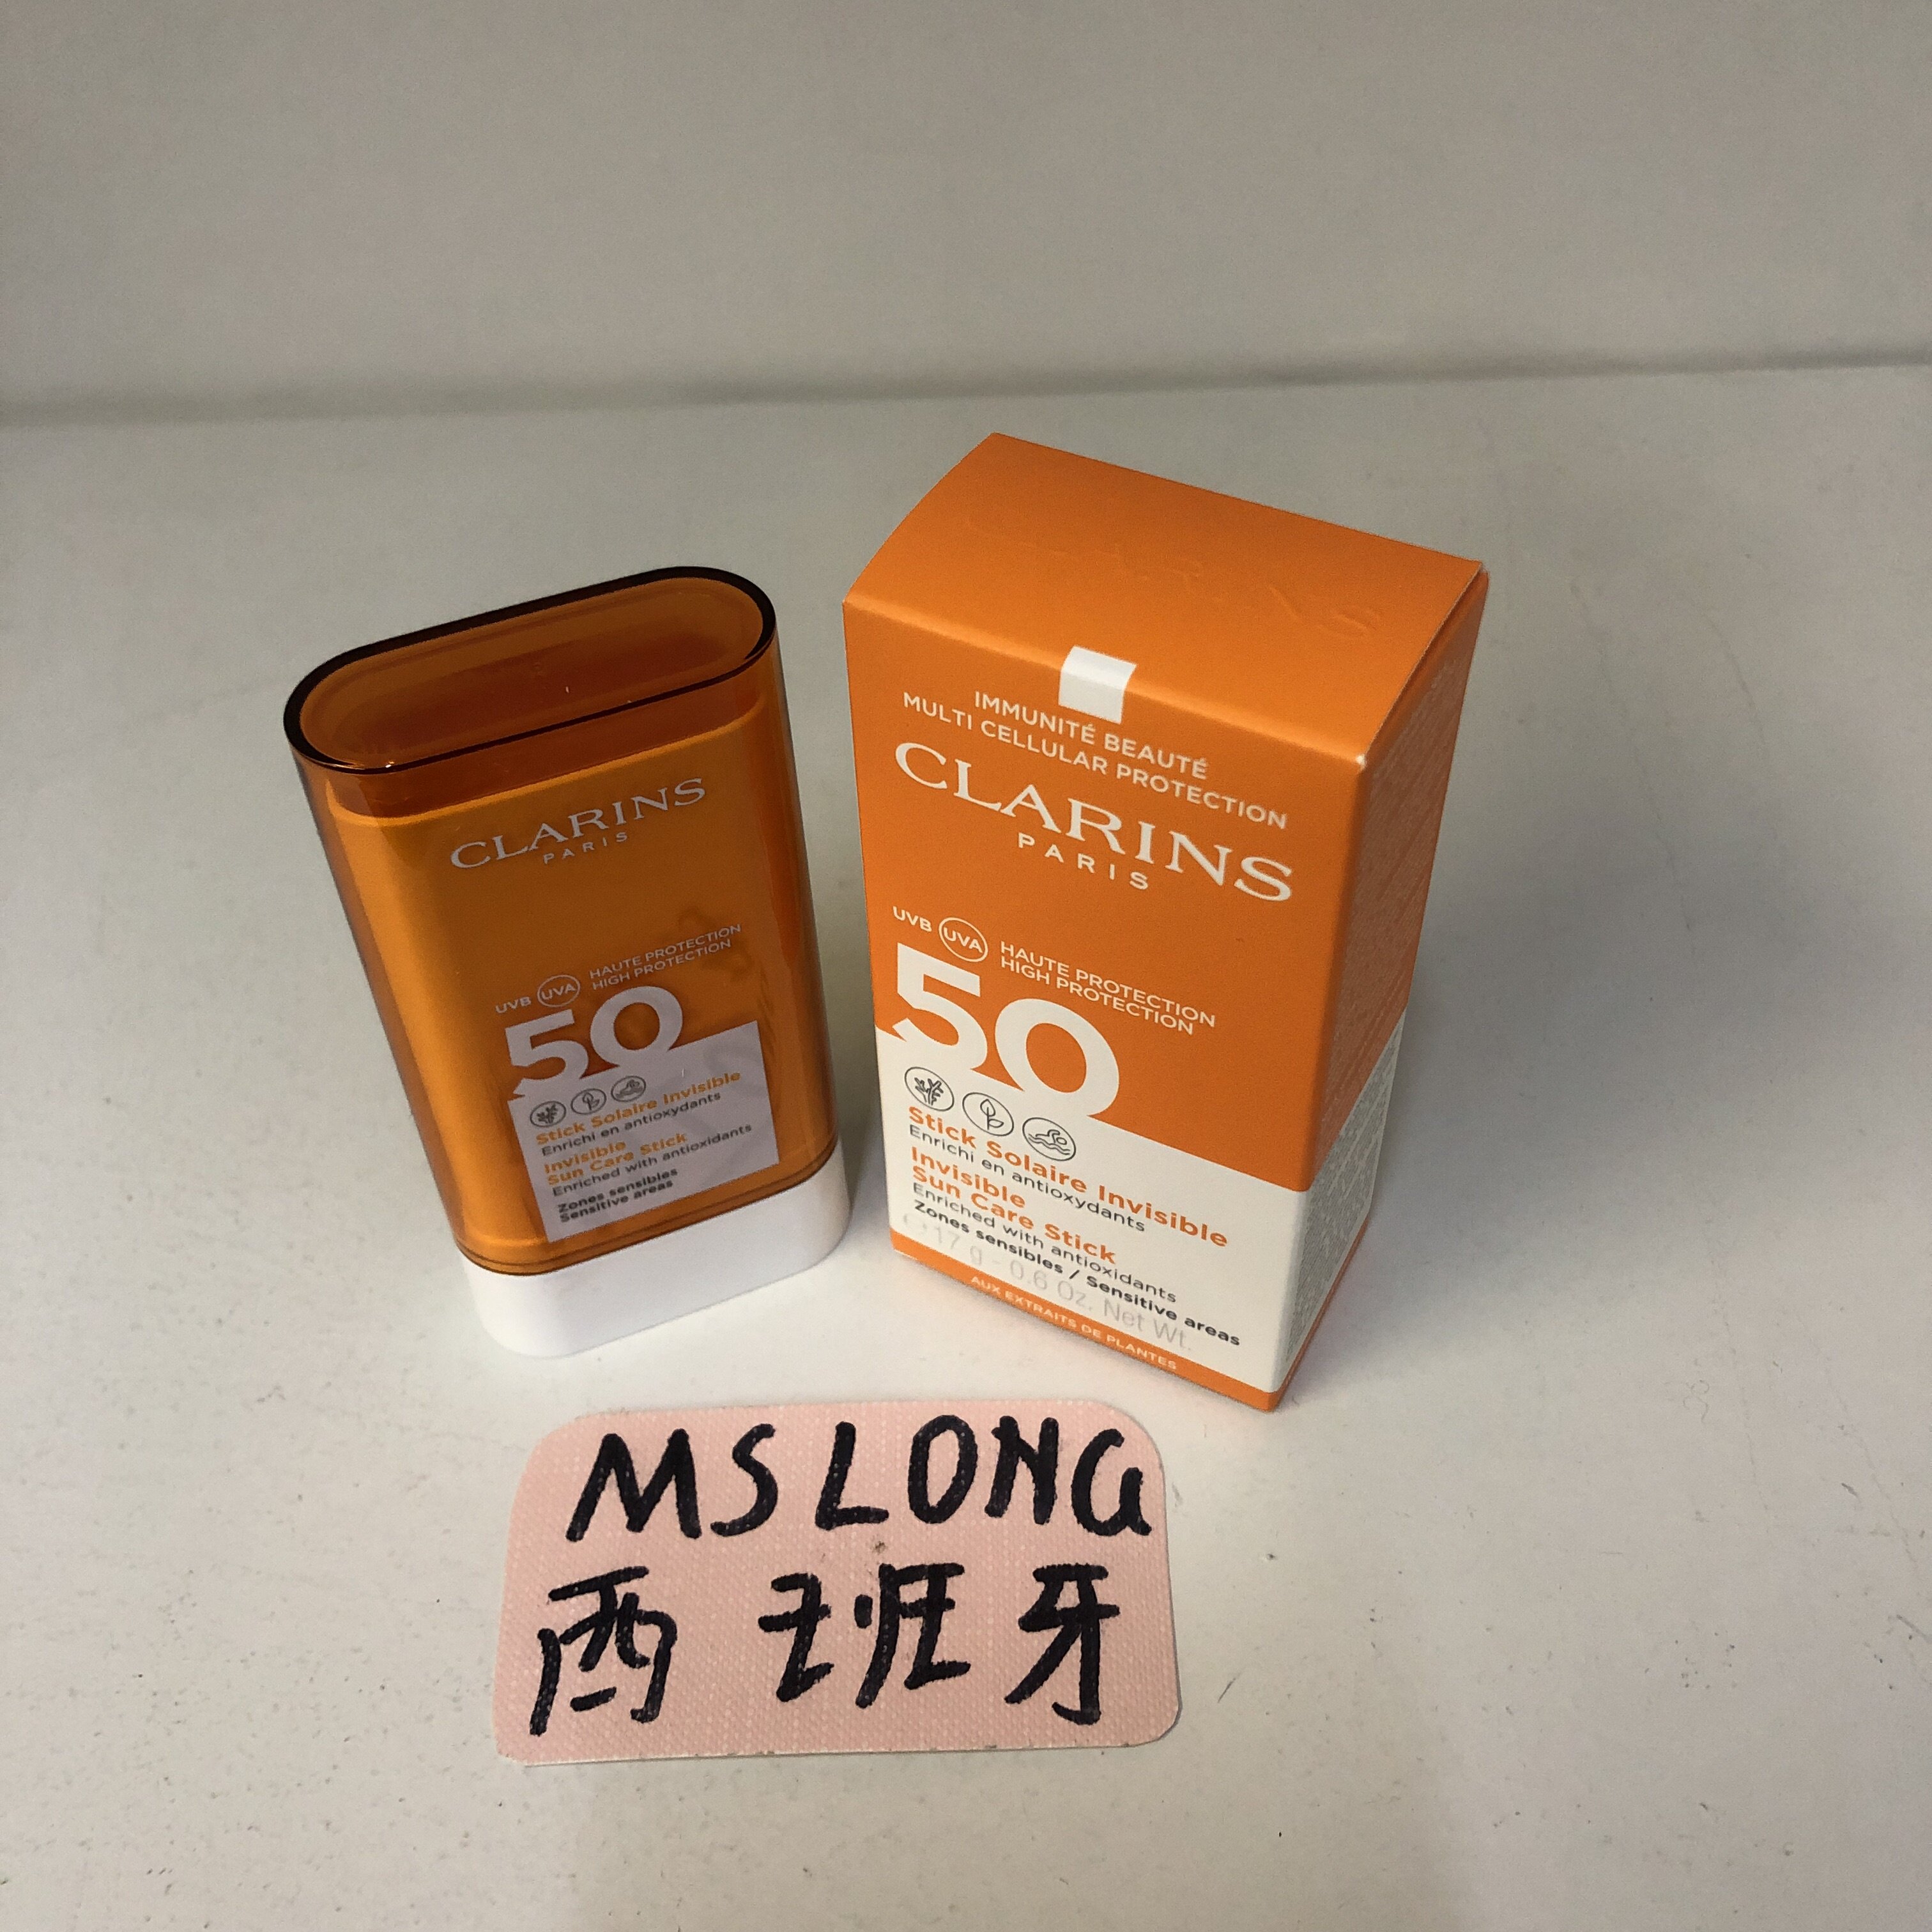 CLARINS
PARIS
UVB UVA HAUTE PROTECTION
HIGH PROTECTION
50
Stick Solaire Invisible
Enrichi en antioxydants
Invisible
Sun Care Stick
Enriched with antioxidants
Zones sensibles
Sensitive areas
IMMUNITÉ BEAUTÉ
MULTI CELLULAR PROTECTION
CLARINS
PARIS
UVB UVA HAUTE PROTECTION
HIGH PROTECTION
50
Stick Solaire Invisible
Enrichi en antioxydants
Invisible
Sun Care Stick
Enriched with antioxidants
Zones sensibles / Sensitive areas
17 g - 0.6 Oz. Net Wt.
AUX EXTRAITS DE PLANTES
MSLONG
西班牙